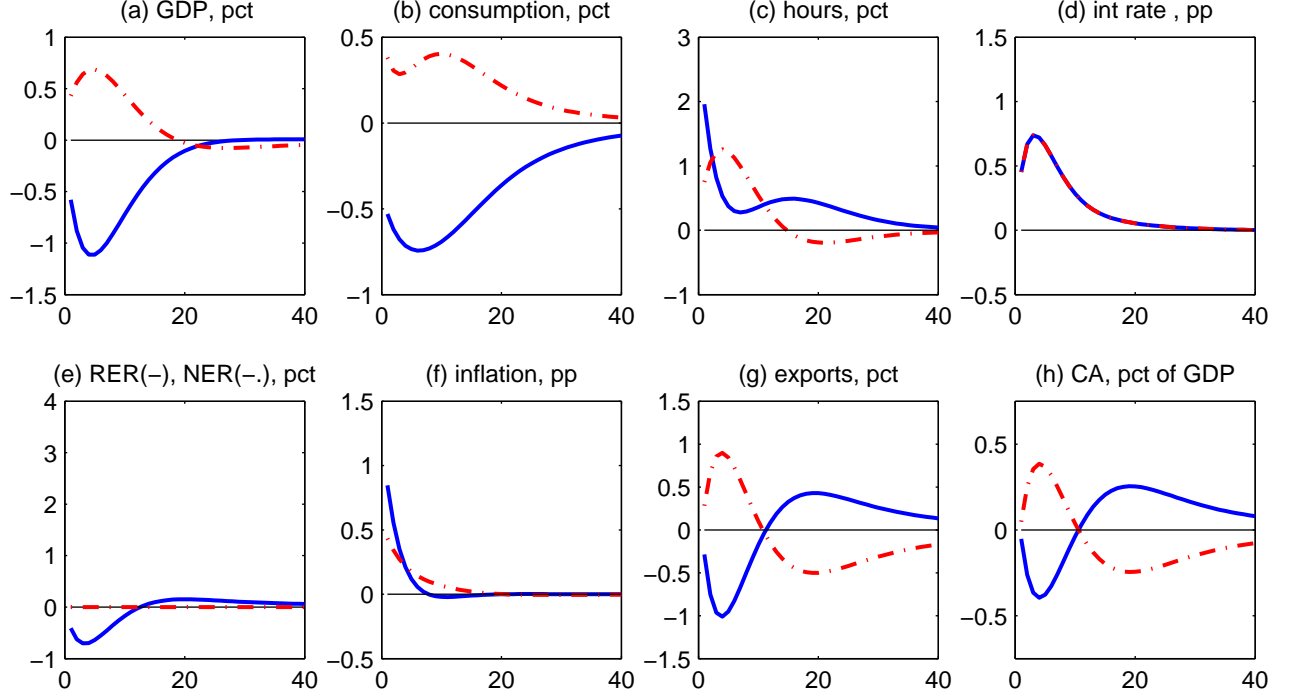 (a) GDP, pct
1
0.5
0
−0.5
−1
−1.5
0 20 40
(b) consumption, pct
0.5
0
−0.5
−1
0 20 40
(c) hours, pct
3
2
1
0
−1
0 20 40
(d) int rate , pp
1.5
1
0.5
0
−0.5
0 20 40
(e) RER(−), NER(−.), pct
4
3
2
1
0
−1
0 20 40
(f) inflation, pp
1.5
1
0.5
0
−0.5
0 20 40
(g) exports, pct
1.5
1
0.5
0
−0.5
−1
−1.5
0 20 40
(h) CA, pct of GDP
0.5
0
−0.5
0 20 40